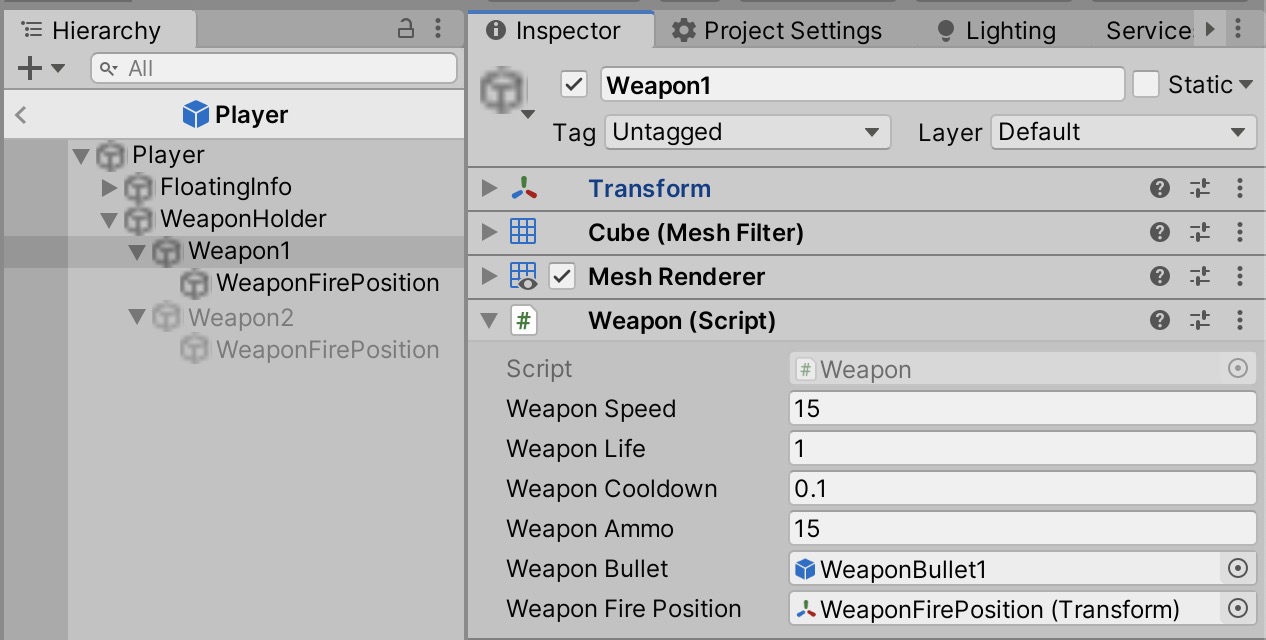 Hierarchy
All
Player
Player
FloatingInfo
WeaponHolder
Weapon1
WeaponFirePosition
Weapon2
WeaponFirePosition
Inspector Project Settings Lighting Service
Weapon1 Static
Tag Untagged Layer Default
Transform
Cube (Mesh Filter)
Mesh Renderer
# Weapon (Script)
Script # Weapon
Weapon Speed 15
Weapon Life 1
Weapon Cooldown 0.1
Weapon Ammo 15
Weapon Bullet WeaponBullet1
Weapon Fire Position WeaponFirePosition (Transform)